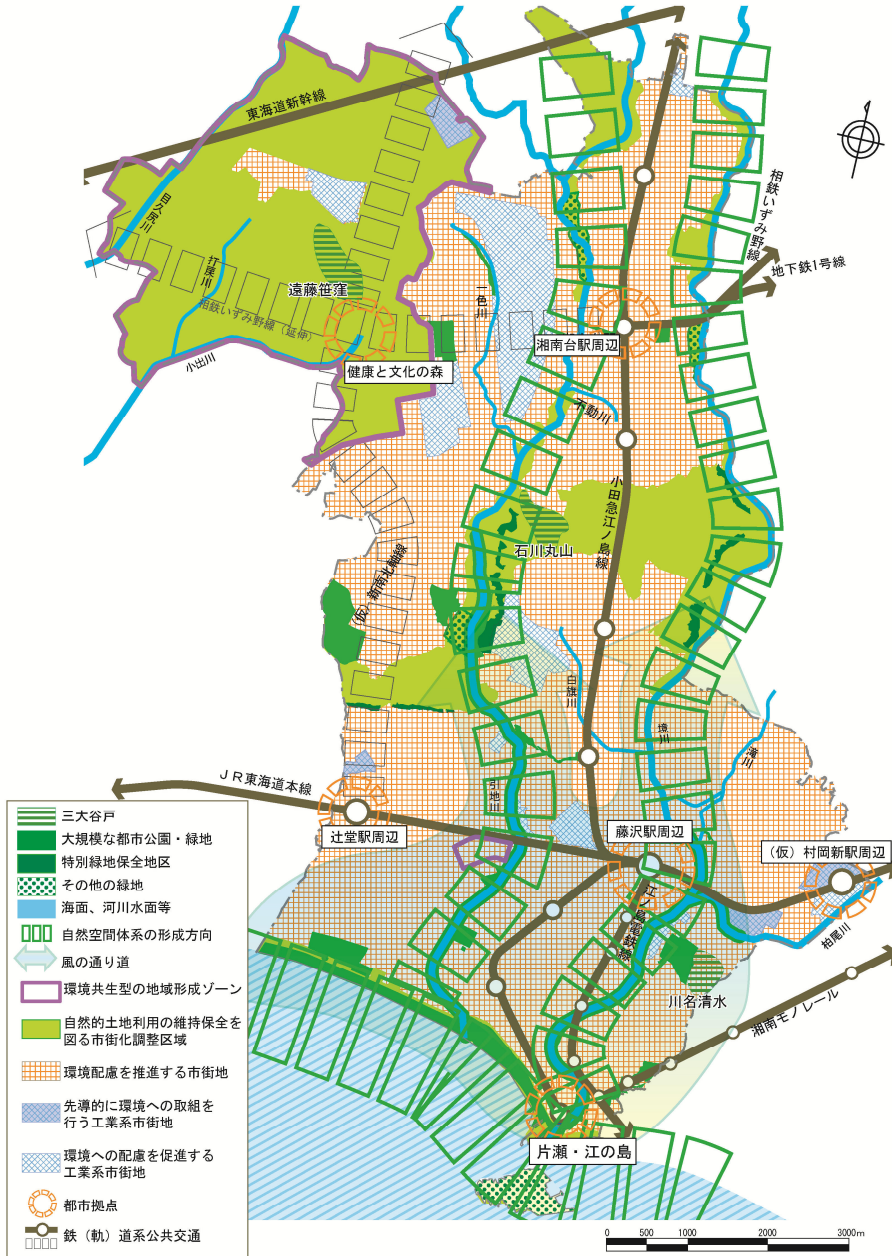 東海道新幹線
目久尻川
打戻川
遠藤笹窪
相鉄いずみ野線（延伸）
小出川
健康と文化の森
一色川
相鉄いずみ野線
地下鉄1号線
湘南台駅周辺
不動川
小田急江ノ島線
石川丸山
（仮）新南北軸線
白旗川
境川
滝川
引地川
ＪＲ東海道本線
辻堂駅周辺
藤沢駅周辺
（仮）村岡新駅周辺
江ノ島電鉄線
柏尾川
川名清水
湘南モノレール
片瀬・江の島
三大谷戸
大規模な都市公園・緑地
特別緑地保全地区
その他の緑地
海面、河川水面等
自然空間体系の形成方向
風の通り道
環境共生型の地域形成ゾーン
自然的土地利用の維持保全を
図る市街化調整区域
環境配慮を推進する市街地
先導的に環境への取組を
行う工業系市街地
環境への配慮を促進する
工業系市街地
都市拠点
鉄（軌）道系公共交通
0 500 1000 2000 3000m